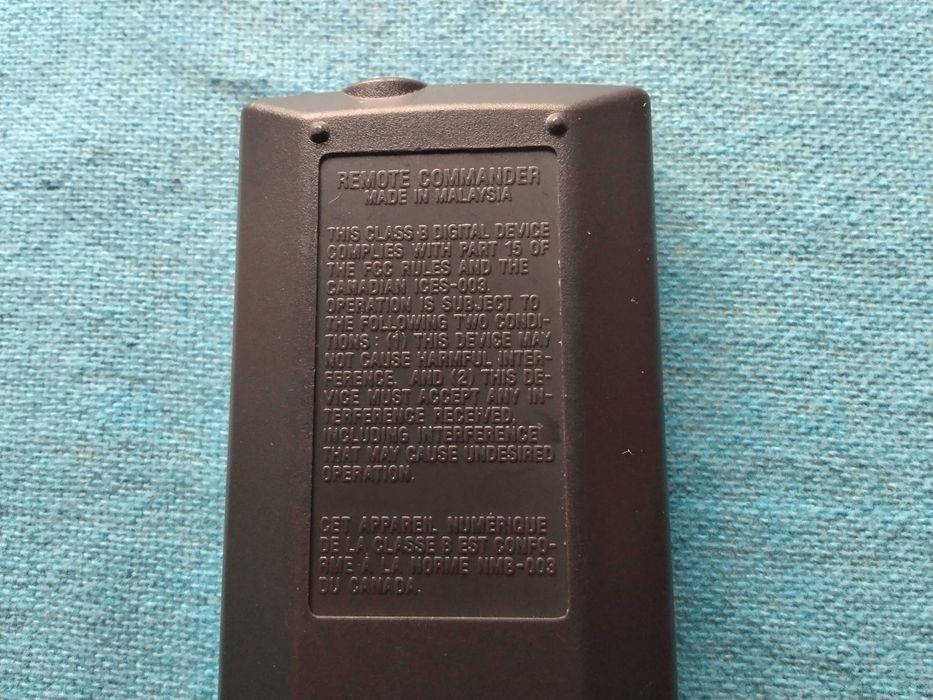 REMOTE COMMANDER
MADE IN MALAYSIA
THIS CLASS B DIGITAL DEVICE
COMPLIES WITH PART 15 OF
THE FCC RULES AND THE
CANADIAN ICES-003.
OPERATION IS SUBJECT TO
THE FOLLOWING TWO CONDI-
TIONS: (1) THIS DEVICE MAY
NOT CAUSE HARMFUL INTER-
FERENCE, AND (2) THIS DE-
VICE MUST ACCEPT ANY IN-
TERFERENCE RECEIVED,
INCLUDING INTERFERENCE
THAT MAY CAUSE UNDESIRED
OPERATION.
CET APPAREIL NUMÉRIQUE
DE LA CLASSE B EST CONFO-
RME À LA NORME NMB-003
DU CANADA.